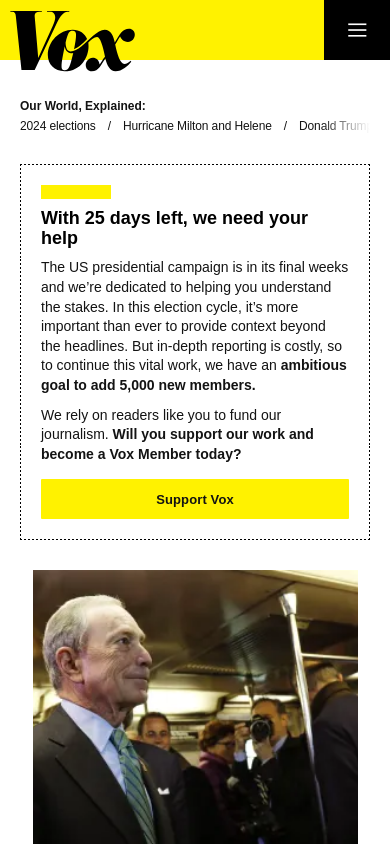 Vox
Our World, Explained:
2024 elections / Hurricane Milton and Helene / Donald Trump
With 25 days left, we need your
help
The US presidential campaign is in its final weeks
and we’re dedicated to helping you understand
the stakes. In this election cycle, it’s more
important than ever to provide context beyond
the headlines. But in-depth reporting is costly, so
to continue this vital work, we have an ambitious
goal to add 5,000 new members.
We rely on readers like you to fund our
journalism. Will you support our work and
become a Vox Member today?
Support Vox